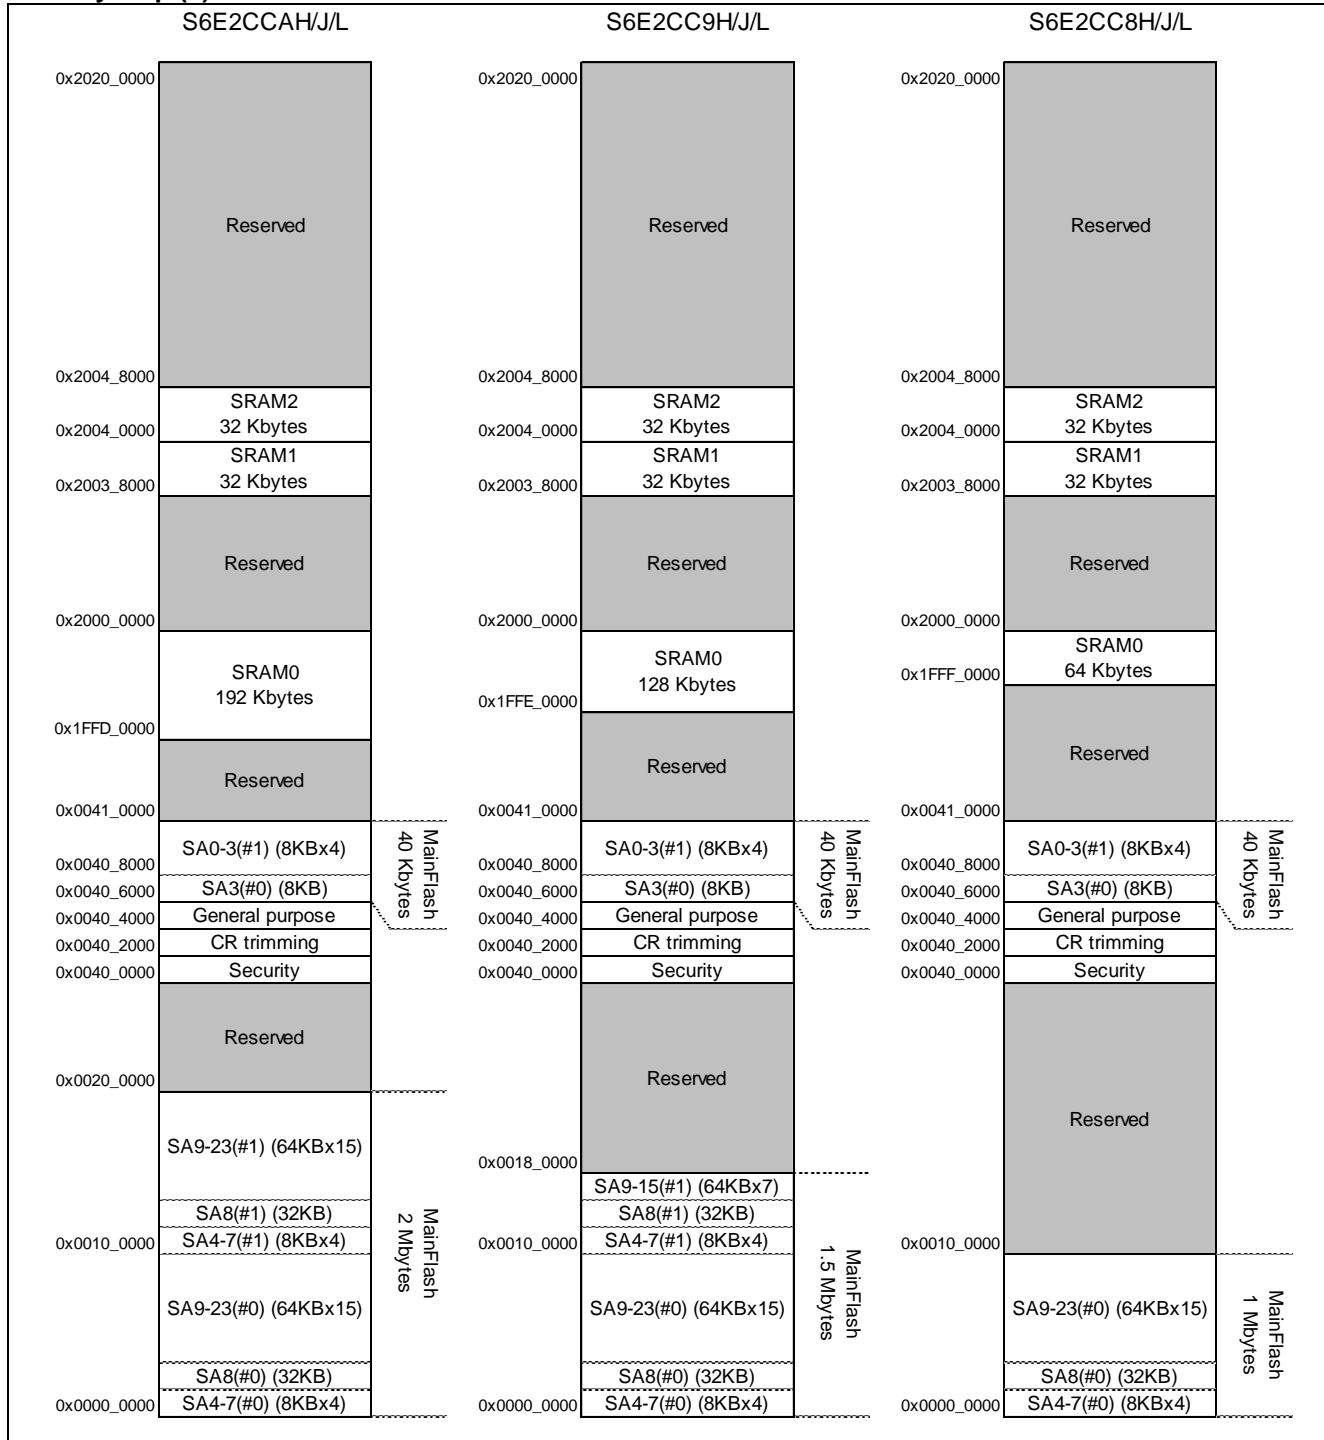 S6E2CCAH/J/L
0x2020_0000
Reserved
0x2004_8000
SRAM2
32 Kbytes
0x2004_0000
SRAM1
32 Kbytes
0x2003_8000
Reserved
0x2000_0000
SRAM0
192 Kbytes
0x1FFD_0000
Reserved
0x0041_0000
SA0-3(#1) (8KBx4)
0x0040_8000
SA3(#0) (8KB)
0x0040_6000
General purpose
0x0040_4000
CR trimming
0x0040_2000
Security
0x0040_0000
MainFlash
40 Kbytes
Reserved
0x0020_0000
SA9-23(#1) (64KBx15)
SA8(#1) (32KB)
SA4-7(#1) (8KBx4)
0x0010_0000
SA9-23(#0) (64KBx15)
SA8(#0) (32KB)
SA4-7(#0) (8KBx4)
0x0000_0000
MainFlash
2 Mbytes
S6E2CC9H/J/L
0x2020_0000
Reserved
0x2004_8000
SRAM2
32 Kbytes
0x2004_0000
SRAM1
32 Kbytes
0x2003_8000
Reserved
0x2000_0000
SRAM0
128 Kbytes
0x1FFE_0000
Reserved
0x0041_0000
SA0-3(#1) (8KBx4)
0x0040_8000
SA3(#0) (8KB)
0x0040_6000
General purpose
0x0040_4000
CR trimming
0x0040_2000
Security
0x0040_0000
MainFlash
40 Kbytes
Reserved
0x0018_0000
SA9-15(#1) (64KBx7)
SA8(#1) (32KB)
SA4-7(#1) (8KBx4)
0x0010_0000
SA9-23(#0) (64KBx15)
SA8(#0) (32KB)
SA4-7(#0) (8KBx4)
0x0000_0000
MainFlash
1.5 Mbytes
S6E2CC8H/J/L
0x2020_0000
Reserved
0x2004_8000
SRAM2
32 Kbytes
0x2004_0000
SRAM1
32 Kbytes
0x2003_8000
Reserved
0x2000_0000
SRAM0
64 Kbytes
0x1FFF_0000
Reserved
0x0041_0000
SA0-3(#1) (8KBx4)
0x0040_8000
SA3(#0) (8KB)
0x0040_6000
General purpose
0x0040_4000
CR trimming
0x0040_2000
Security
0x0040_0000
MainFlash
40 Kbytes
Reserved
0x0010_0000
SA9-23(#0) (64KBx15)
SA8(#0) (32KB)
SA4-7(#0) (8KBx4)
0x0000_0000
MainFlash
1 Mbytes